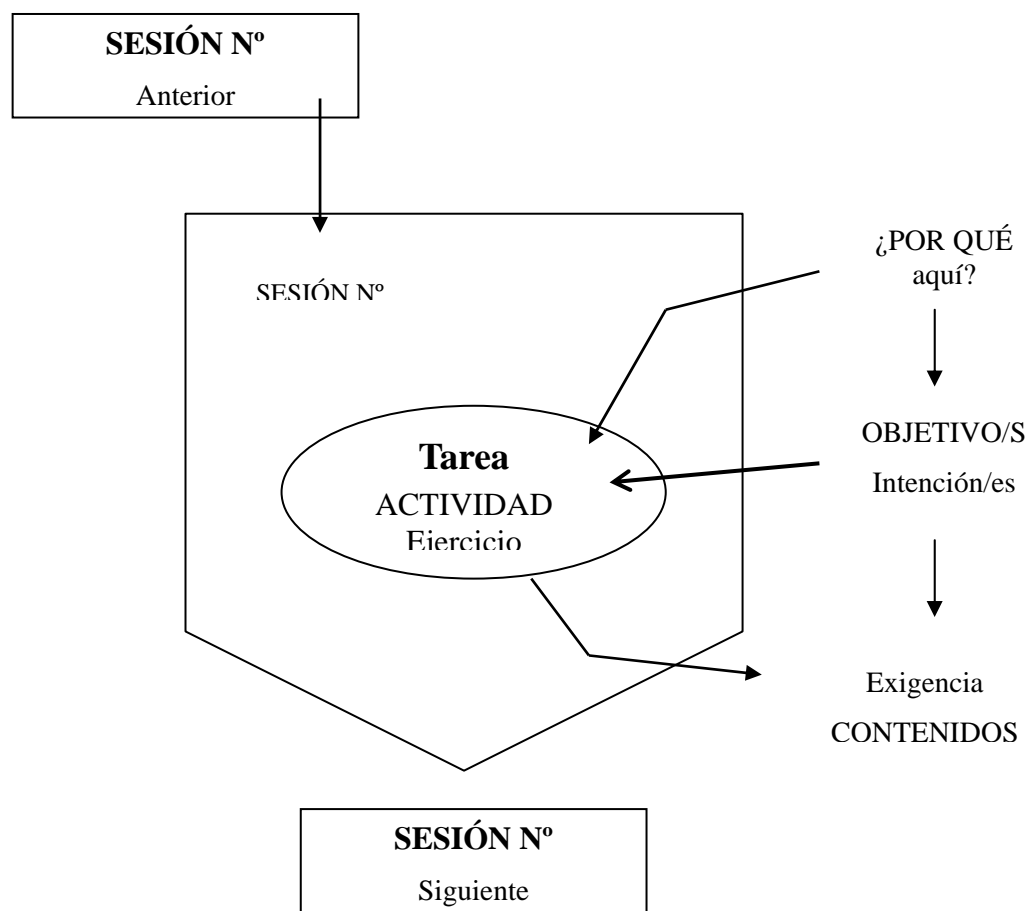 SESIÓN Nº
Anterior
¿POR QUÉ
aquí?
SESIÓN Nº
Tarea
ACTIVIDAD
Ejercicio
OBJETIVO/S
Intención/es
Exigencia
CONTENIDOS
SESIÓN Nº
Siguiente